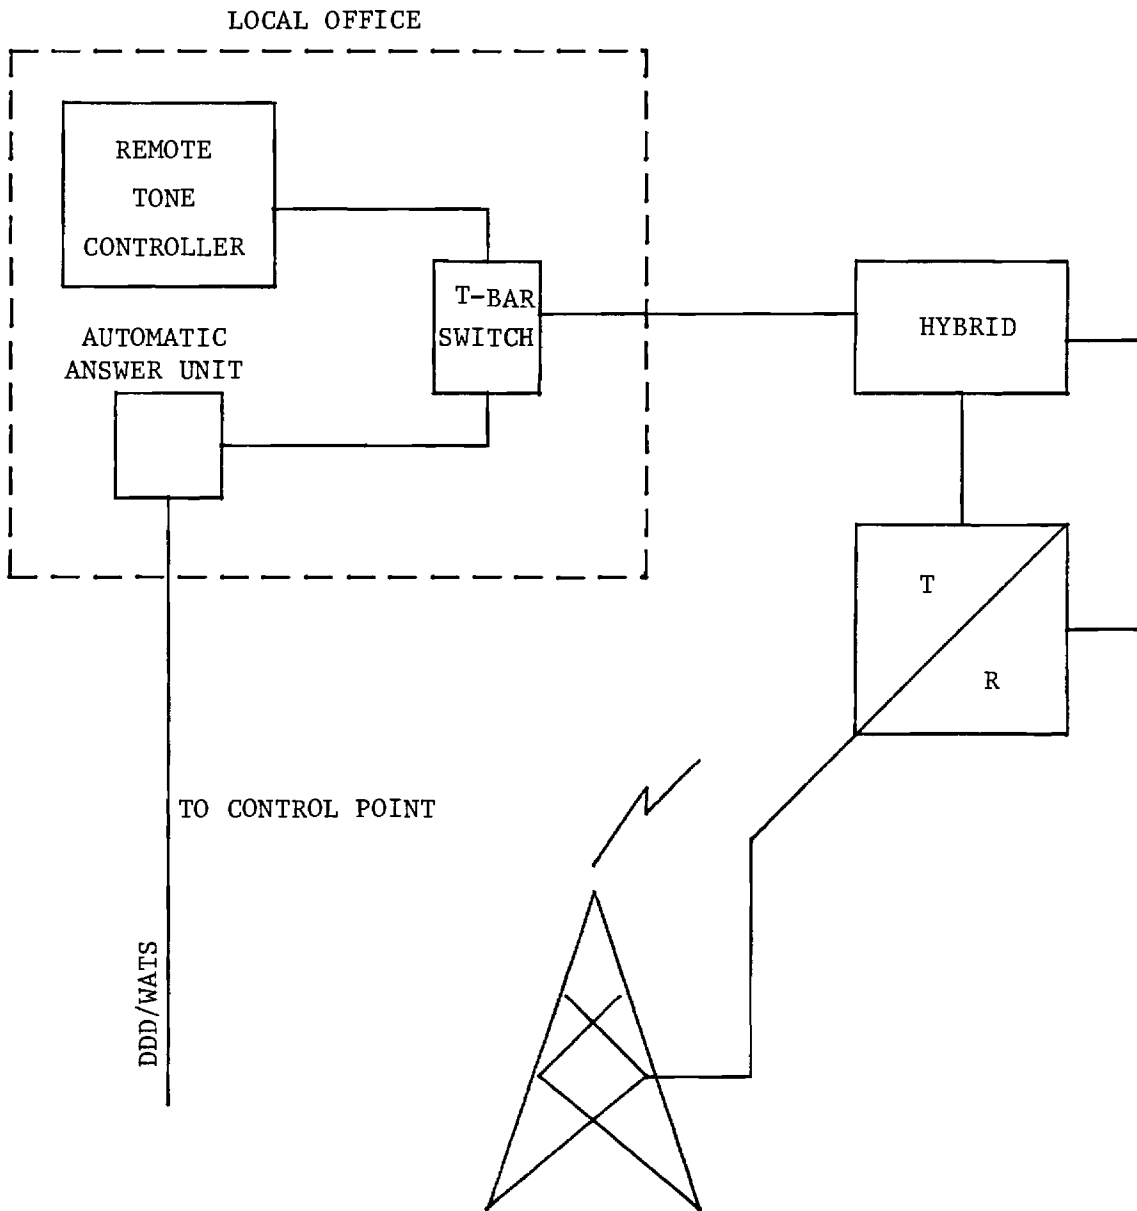 LOCAL OFFICE
REMOTE
TONE
CONTROLLER
T-BAR
SWITCH
HYBRID
AUTOMATIC
ANSWER UNIT
T
R
TO CONTROL POINT
DDD/WATS